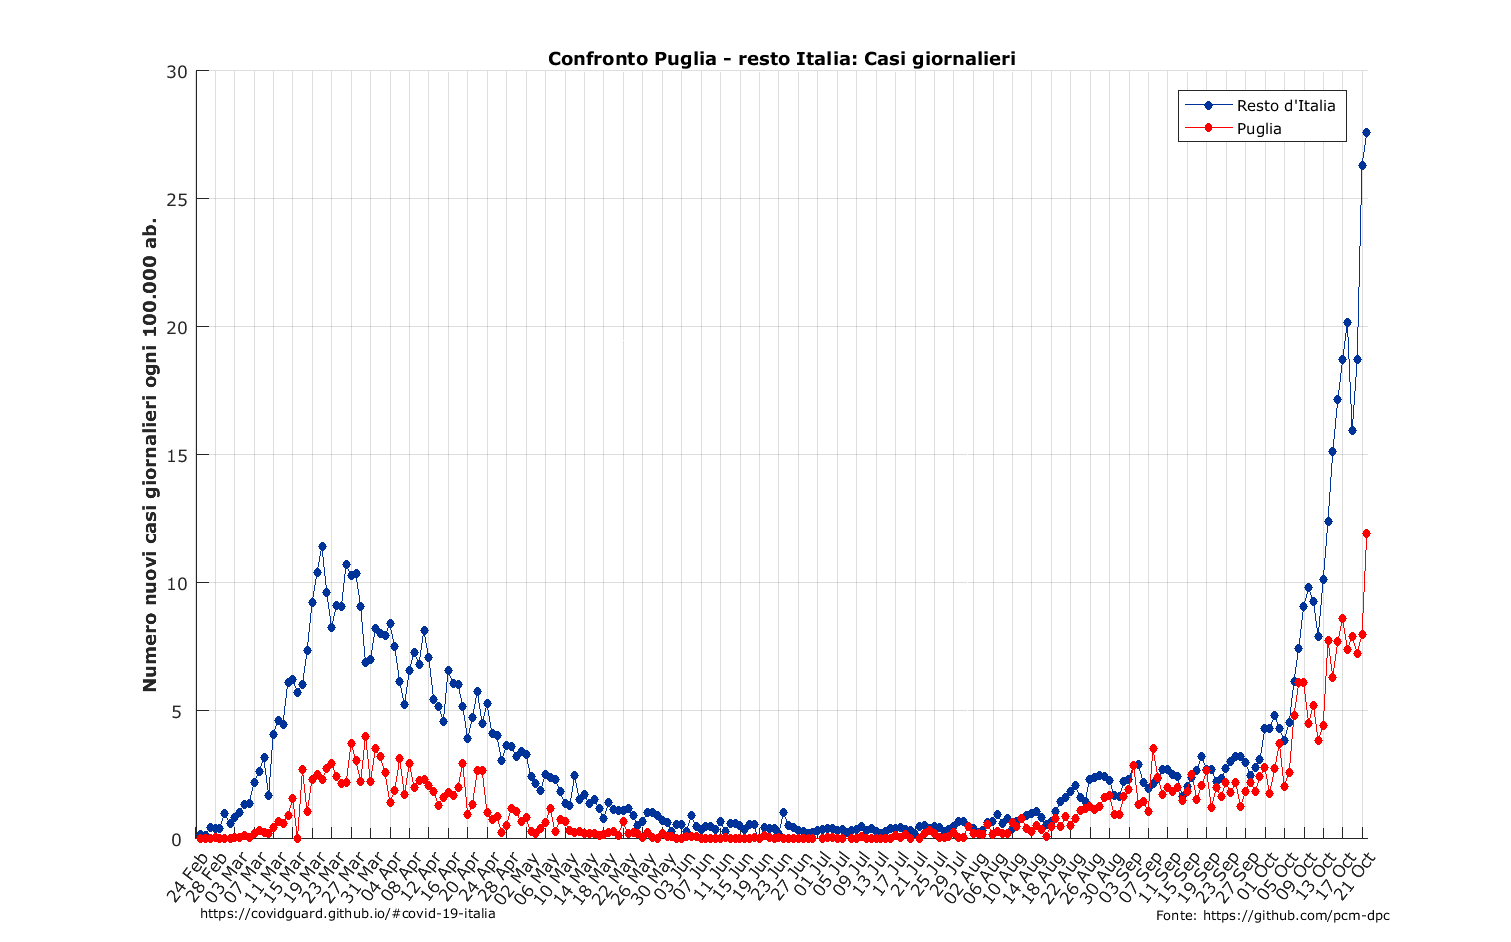 Confronto Puglia - resto Italia: Casi giornalieri
Numero nuovi casi giornalieri ogni 100.000 ab.
30
25
20
15
10
5
0
Resto d'Italia
Puglia
24 Feb
28 Feb
03 Mar
07 Mar
11 Mar
15 Mar
19 Mar
23 Mar
27 Mar
31 Mar
04 Apr
08 Apr
12 Apr
16 Apr
20 Apr
24 Apr
28 Apr
02 May
06 May
10 May
14 May
18 May
22 May
26 May
30 May
03 Jun
07 Jun
11 Jun
15 Jun
19 Jun
23 Jun
27 Jun
01 Jul
05 Jul
09 Jul
13 Jul
17 Jul
21 Jul
25 Jul
29 Jul
02 Aug
06 Aug
10 Aug
14 Aug
18 Aug
22 Aug
26 Aug
30 Aug
03 Sep
07 Sep
11 Sep
15 Sep
19 Sep
23 Sep
27 Sep
01 Oct
05 Oct
09 Oct
13 Oct
17 Oct
21 Oct
https://covidguard.github.io/#covid-19-italia
Fonte: https://github.com/pcm-dpc